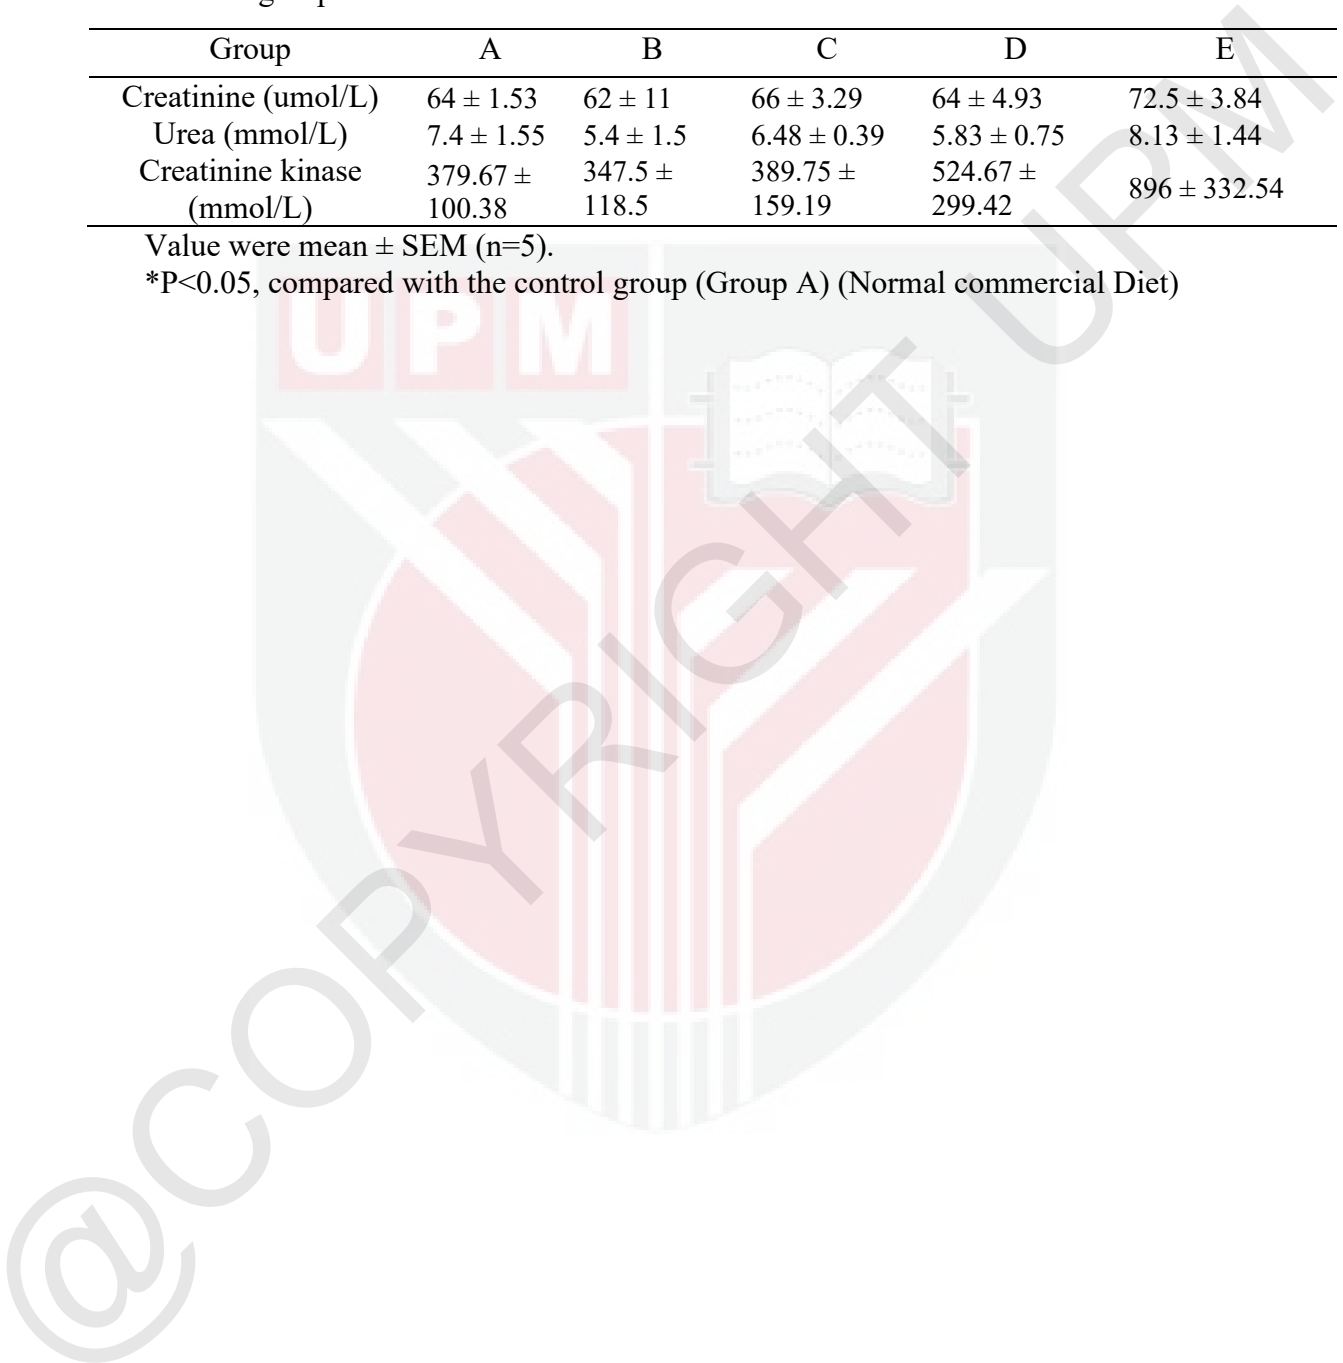 Group A B C D E
Creatinine (umol/L) 64 ± 1.53 62 ± 11 66 ± 3.29 64 ± 4.93 72.5 ± 3.84
Urea (mmol/L) 7.4 ± 1.55 5.4 ± 1.5 6.48 ± 0.39 5.83 ± 0.75 8.13 ± 1.44
Creatinine kinase (mmol/L) 379.67 ± 100.38 347.5 ± 118.5 389.75 ± 159.19 524.67 ± 299.42 896 ± 332.54
Value were mean ± SEM (n=5).
*P<0.05, compared with the control group (Group A) (Normal commercial Diet)
UPM
@COPYRIGHT UPM